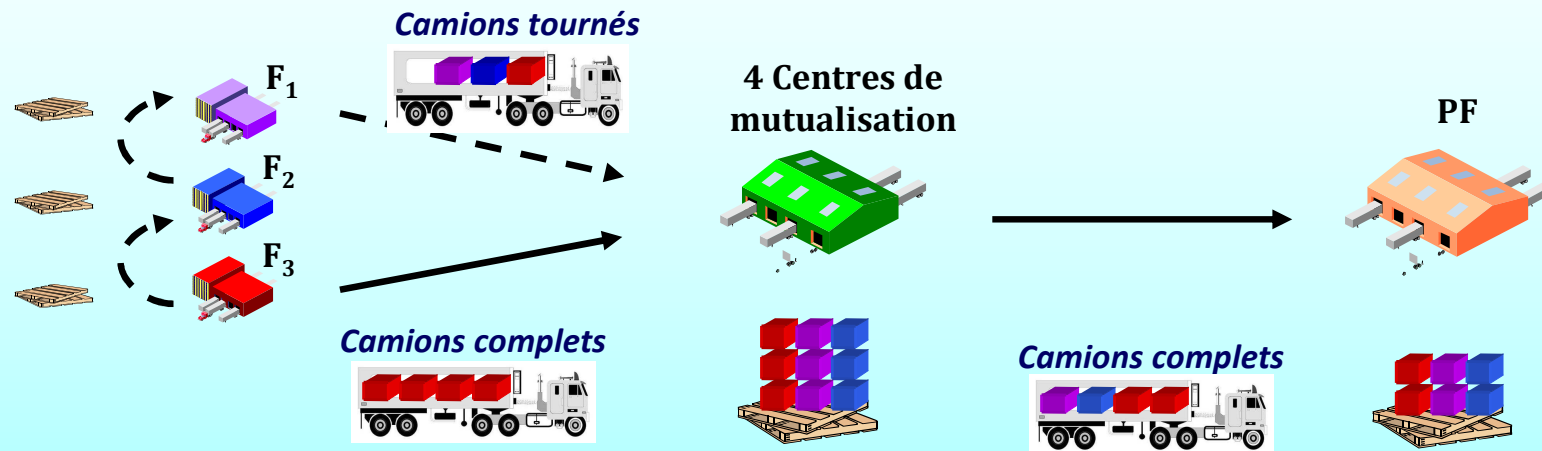 Camions tournés
F1
F2
F3
4 Centres de
mutualisation
PF
Camions complets
Camions complets